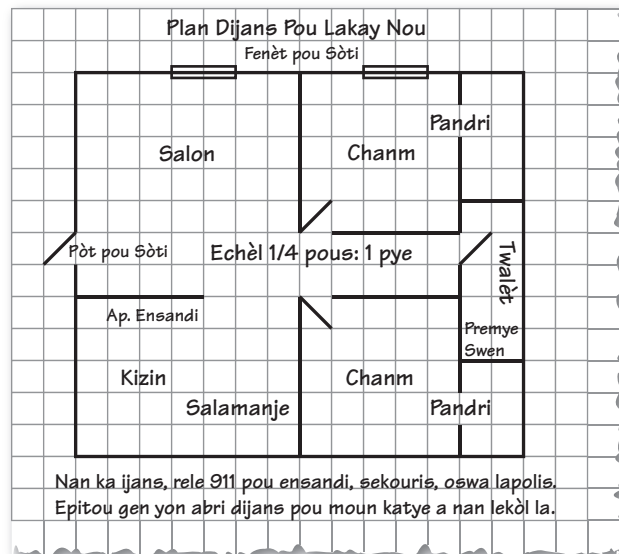 Plan Dijans Pou Lakay Nou
Fenèt pou Sòti
Pandri
Salon
Chanm
Pòt pou Sòti
Echèl 1/4 pous: 1 pye
Twalèt
Ap. Ensandi
Premye
Swen
Kizin
Chanm
Salamanje
Pandri
Nan ka ijans, rele 911 pou ensandi, sekouris, oswa lapolis.
Epitou gen yon abri dijans pou moun katye a nan lekòl la.